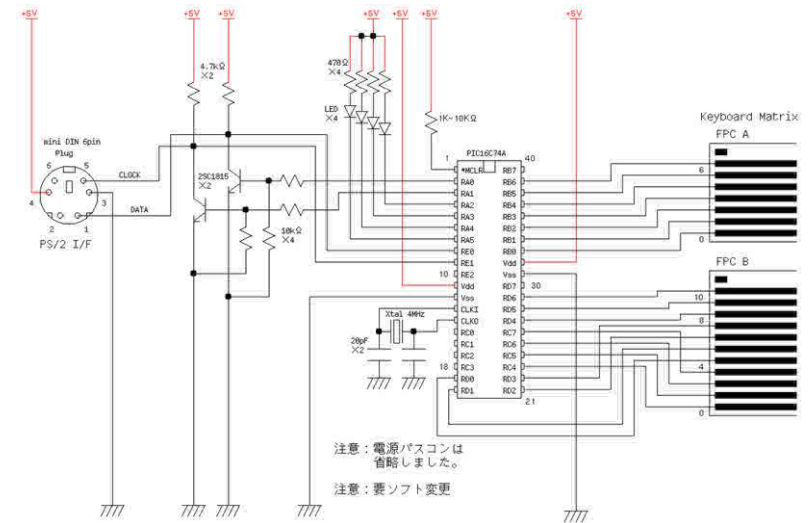 +5V
+5V
+5V
+5V
+5V
+5V
+5V
4.7kΩ
×2
470Ω
×4
LED
×4
1K~10KΩ
Keyboard Matrix
FPC A
mini DIN 6pin
Plug
6
5
4
3
2
1
CLOCK
DATA
PS/2 I/F
2SC1815
×2
10kΩ
×4
PIC16C74A
1
40
*MCLR
RA0
RA1
RA2
RA3
RA4
RA5
RE0
RE1
10
RE2
Vdd
Vss
CLKI
CLKO
RC0
RC1
RC2
18
RC3
RD0
RD1
RB7
RB6
RB5
RB4
RB3
RB2
RB1
RB0
Vdd
Vss
RD7
30
RD6
RD5
RD4
RC7
RC6
RC5
RC4
RD3
RD2
21
6
0
FPC B
10
8
4
0
Xtal 4MHz
20pF
×2
注意：電源パスコンは
省略しました。
注意：要ソフト変更